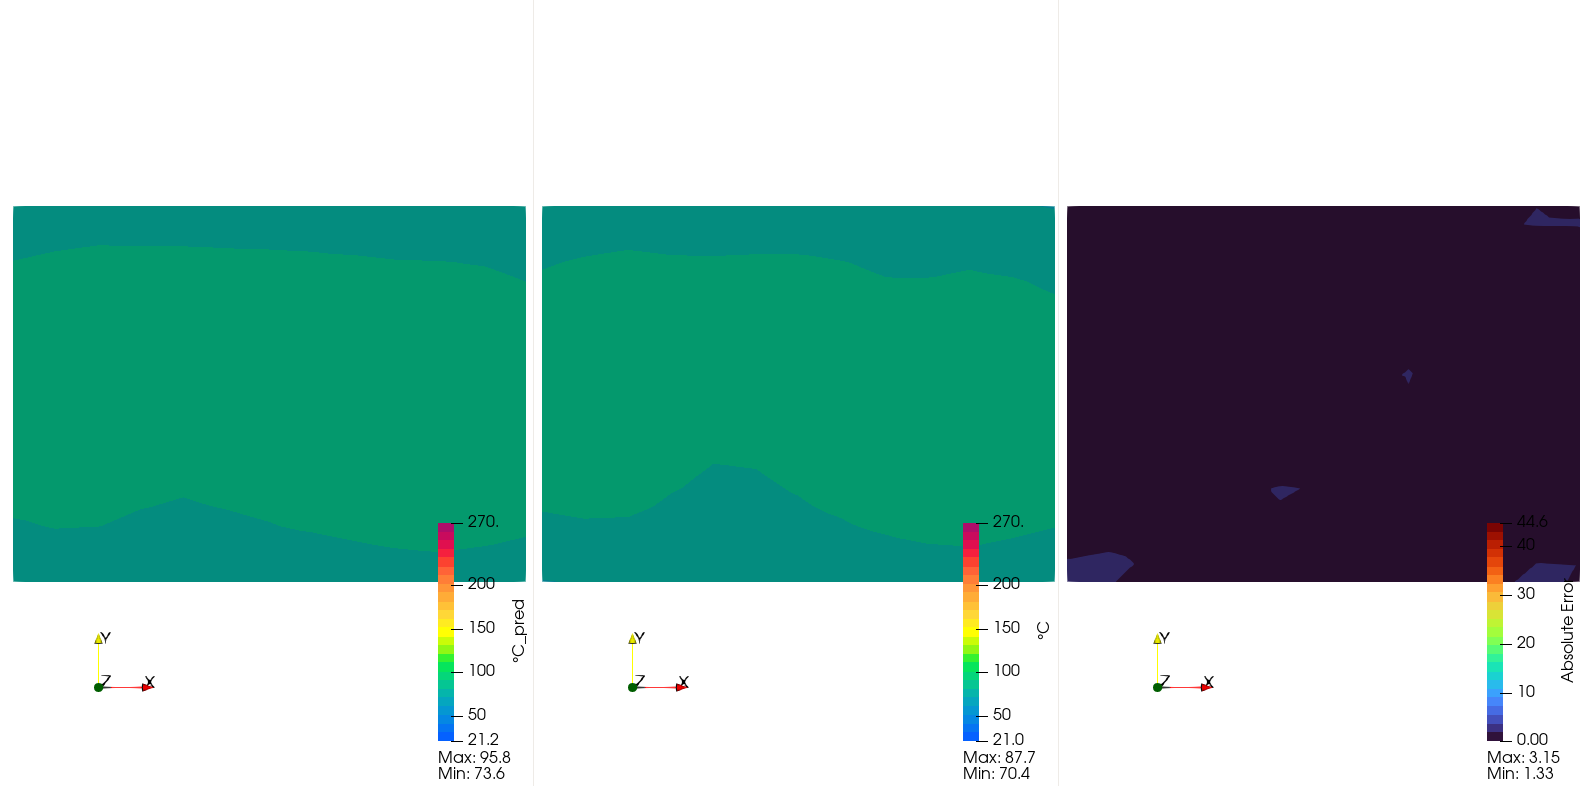 270.
200
150
100
50
21.2
°C_pred
Max: 95.8
Min: 73.6
Y
Z
X
270.
200
150
100
50
21.0
°C
Max: 87.7
Min: 70.4
Y
Z
X
44.6
40
30
20
10
0.00
Absolute Error
Max: 3.15
Min: 1.33
Y
Z
X